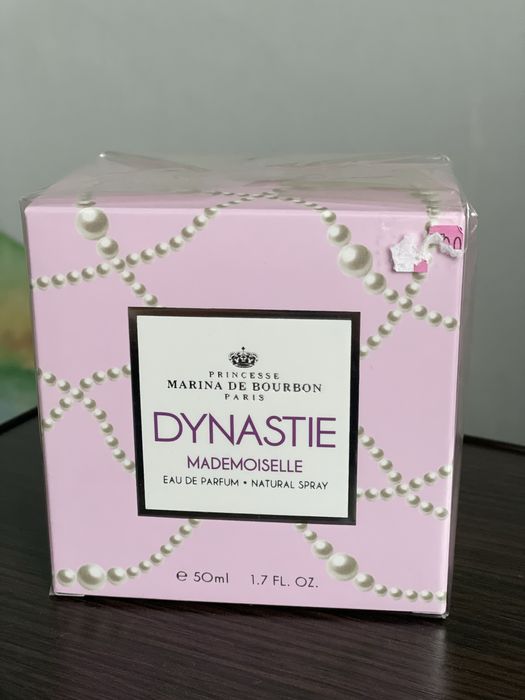 PRINCESSE
MARINA DE BOURBON
PARIS
DYNASTIE
MADEMOISELLE
EAU DE PARFUM • NATURAL SPRAY
℮ 50ml 1.7 FL. OZ.